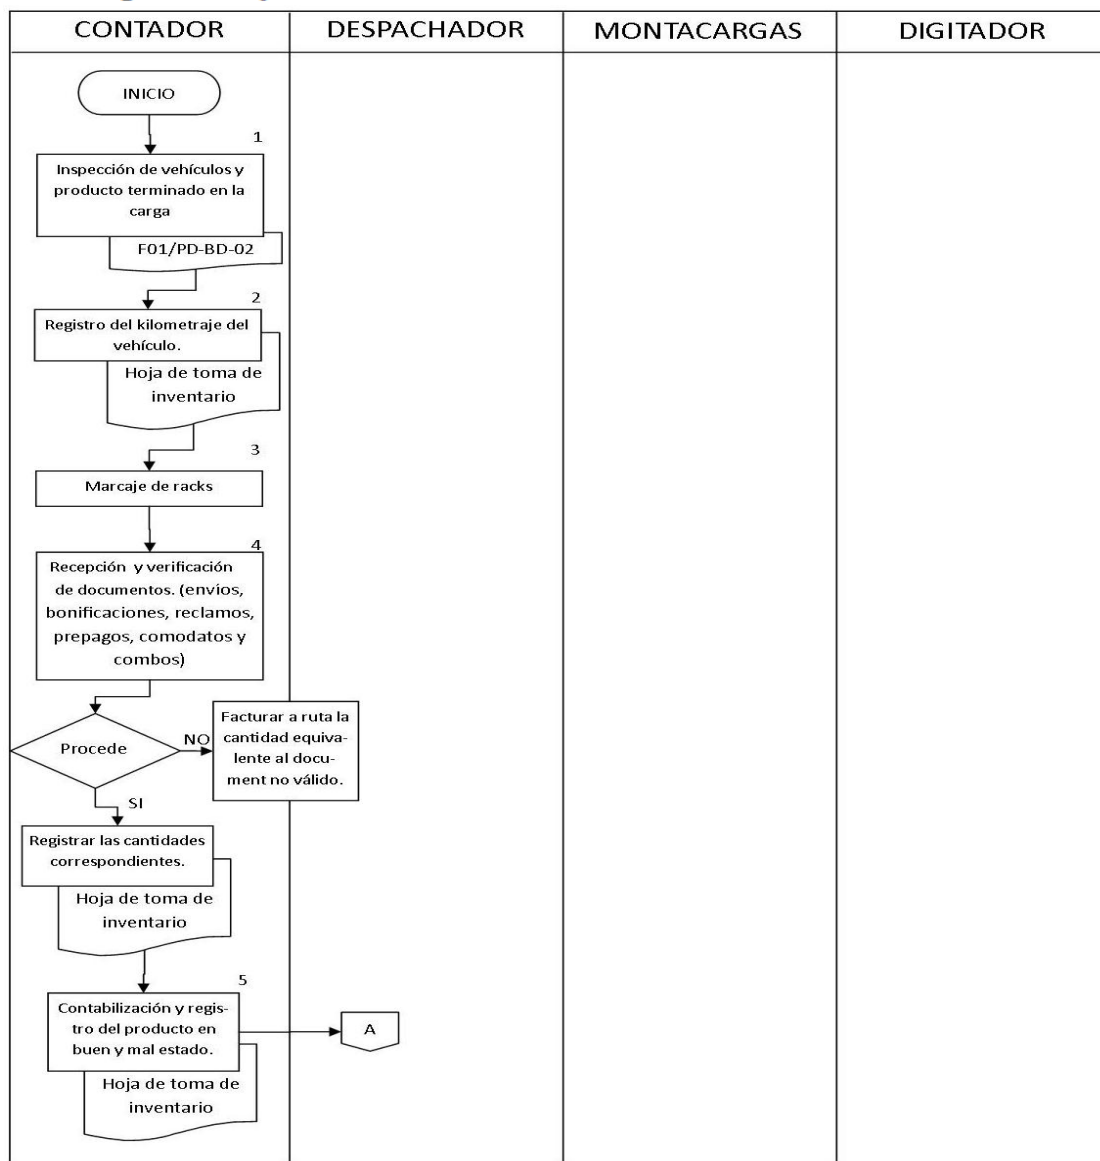 CONTADOR
DESPACHADOR
MONTACARGAS
DIGITADOR
INICIO
1
Inspección de vehículos y
producto terminado en la
carga
F01/PD-BD-02
2
Registro del kilometraje del
vehículo.
Hoja de toma de
inventario
3
Marcaje de racks
4
Recepción y verificación
de documentos. (envíos,
bonificaciones, reclamos,
prepagos, comodatos y
combos)
Procede
NO
Facturar a ruta la
cantidad equiva-
lente al docu-
ment no válido.
SI
Registrar las cantidades
correspondientes.
Hoja de toma de
inventario
5
Contabilización y regis-
tro del producto en
buen y mal estado.
A
Hoja de toma de
inventario